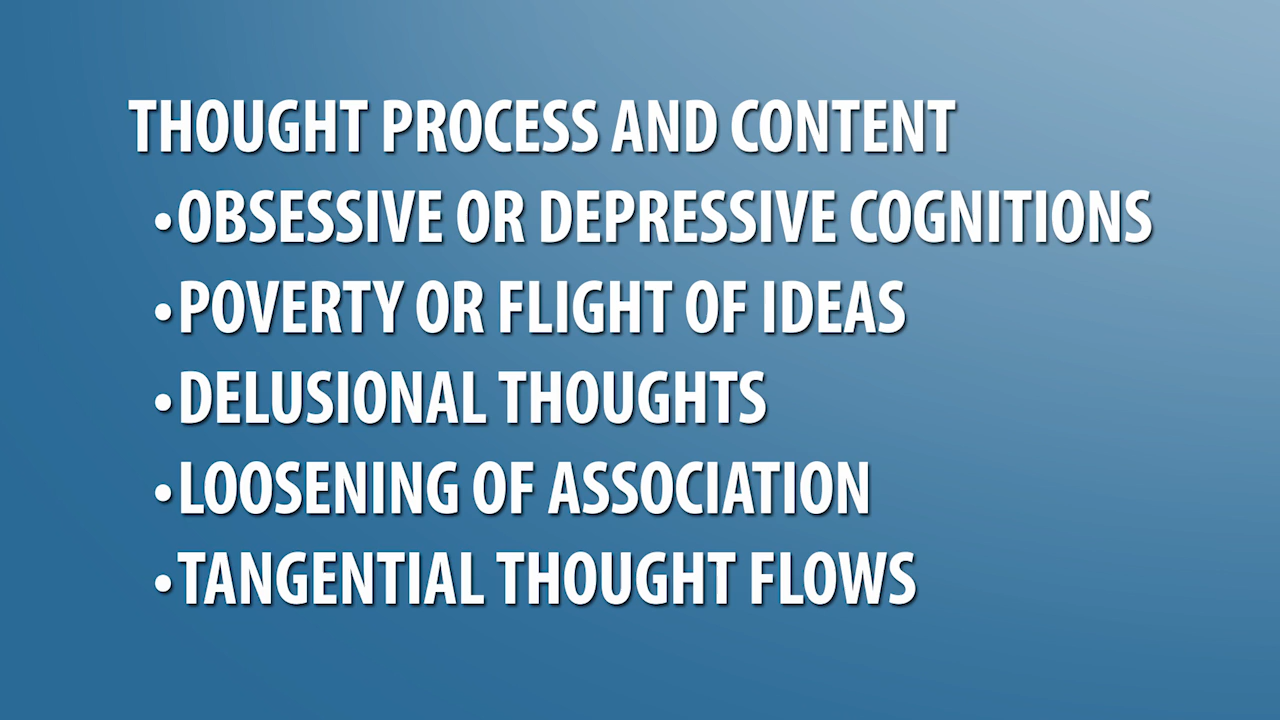 THOUGHT PROCESS AND CONTENT
•OBSESSIVE OR DEPRESSIVE COGNITIONS
•POVERTY OR FLIGHT OF IDEAS
•DELUSIONAL THOUGHTS
•LOOSENING OF ASSOCIATION
•TANGENTIAL THOUGHT FLOWS